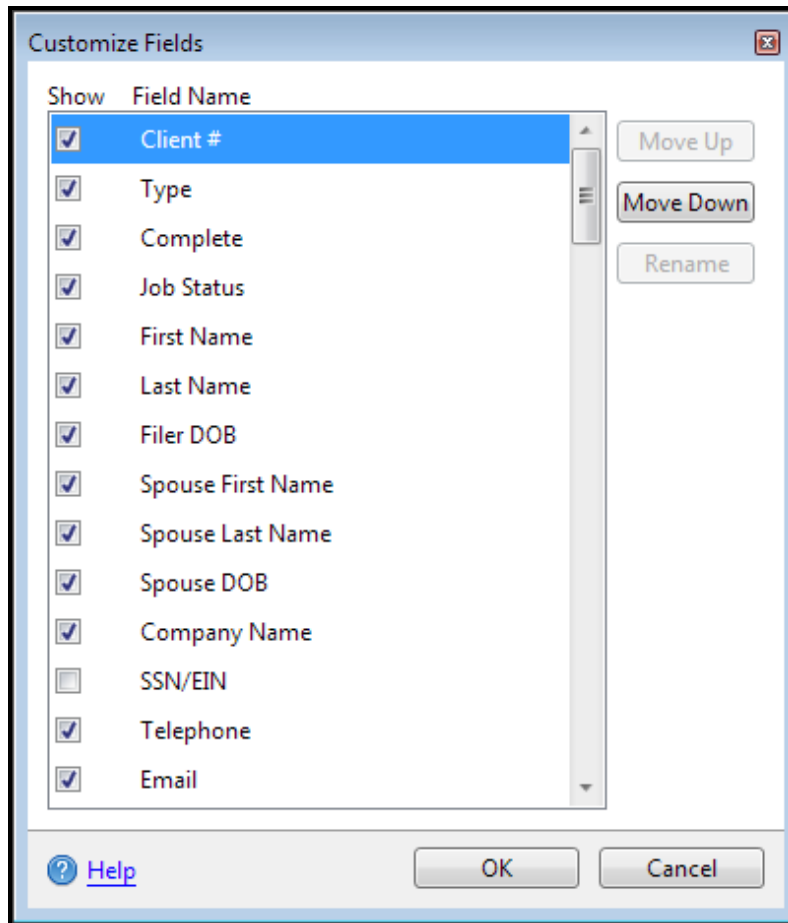 Customize Fields
Show Field Name
Client #
Move Up
Type
Move Down
Complete
Rename
Job Status
First Name
Last Name
Filer DOB
Spouse First Name
Spouse Last Name
Spouse DOB
Company Name
SSN/EIN
Telephone
Email
? Help OK Cancel